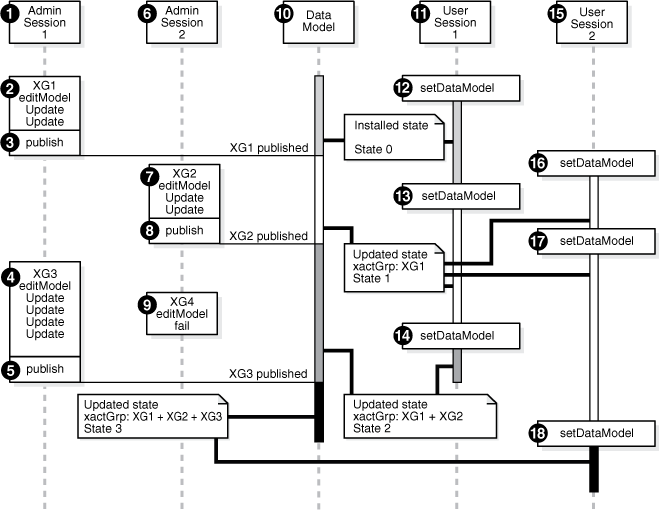 1
Admin
Session
1
6
Admin
Session
2
10
Data
Model
11
User
Session
1
15
User
Session
2
2
XG1
editModel
Update
Update
3
publish
XG1 published
12
setDataModel
Installed state
State 0
7
XG2
editModel
Update
Update
8
publish
XG2 published
13
setDataModel
16
setDataModel
17
setDataModel
Updated state
xactGrp: XG1
State 1
4
XG3
editModel
Update
Update
Update
Update
5
publish
XG3 published
9
XG4
editModel
fail
14
setDataModel
Updated state
xactGrp: XG1 + XG2 + XG3
State 3
Updated state
xactGrp: XG1 + XG2
State 2
18
setDataModel